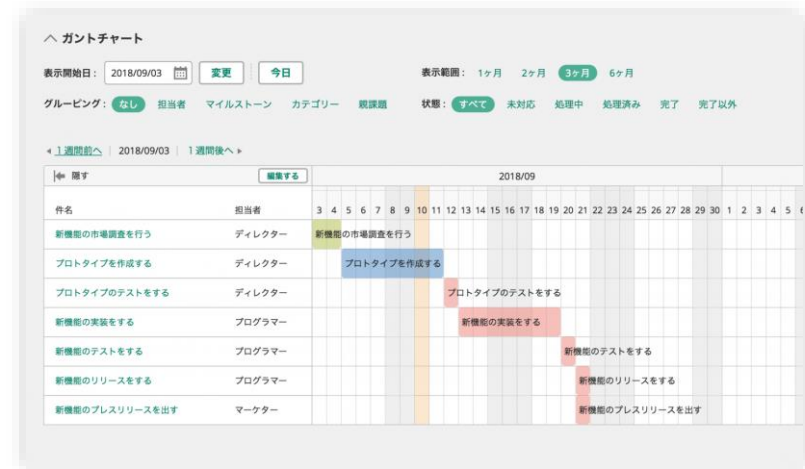 ガントチャート
表示開始日： 2018/09/03 変更 今日 表示範囲： 1ヶ月 2ヶ月 3ヶ月 6ヶ月
グルーピング： なし 担当者 マイルストーン カテゴリー 親課題 状態： すべて 未対応 処理中 処理済み 完了 完了以外
1週間前へ 2018/09/03 1週間後へ
隠す 編集する 2018/09
件名 担当者 3 4 5 6 7 8 9 10 11 12 13 14 15 16 17 18 19 20 21 22 23 24 25 26 27 28 29 30 1 2 3 4 5 6
新機能の市場調査を行う ディレクター 新機能の市場調査を行う
プロトタイプを作成する ディレクター プロトタイプを作成する
プロトタイプのテストをする ディレクター プロトタイプのテストをする
新機能の実装をする プログラマー 新機能の実装をする
新機能のテストをする プログラマー 新機能のテストをする
新機能のリリースをする プログラマー 新機能のリリースをする
新機能のプレスリリースを出す マーケター 新機能のプレスリリースを出す